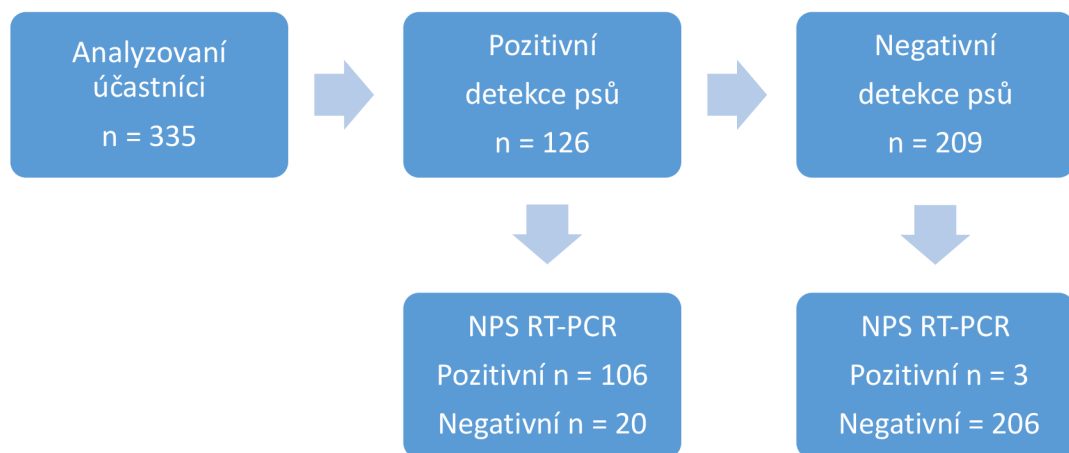 Analyzovaní
účastníci
n = 335
Pozitivní
detekce psů
n = 126
Negativní
detekce psů
n = 209
NPS RT-PCR
Pozitivní n = 106
Negativní n = 20
NPS RT-PCR
Pozitivní n = 3
Negativní = 206